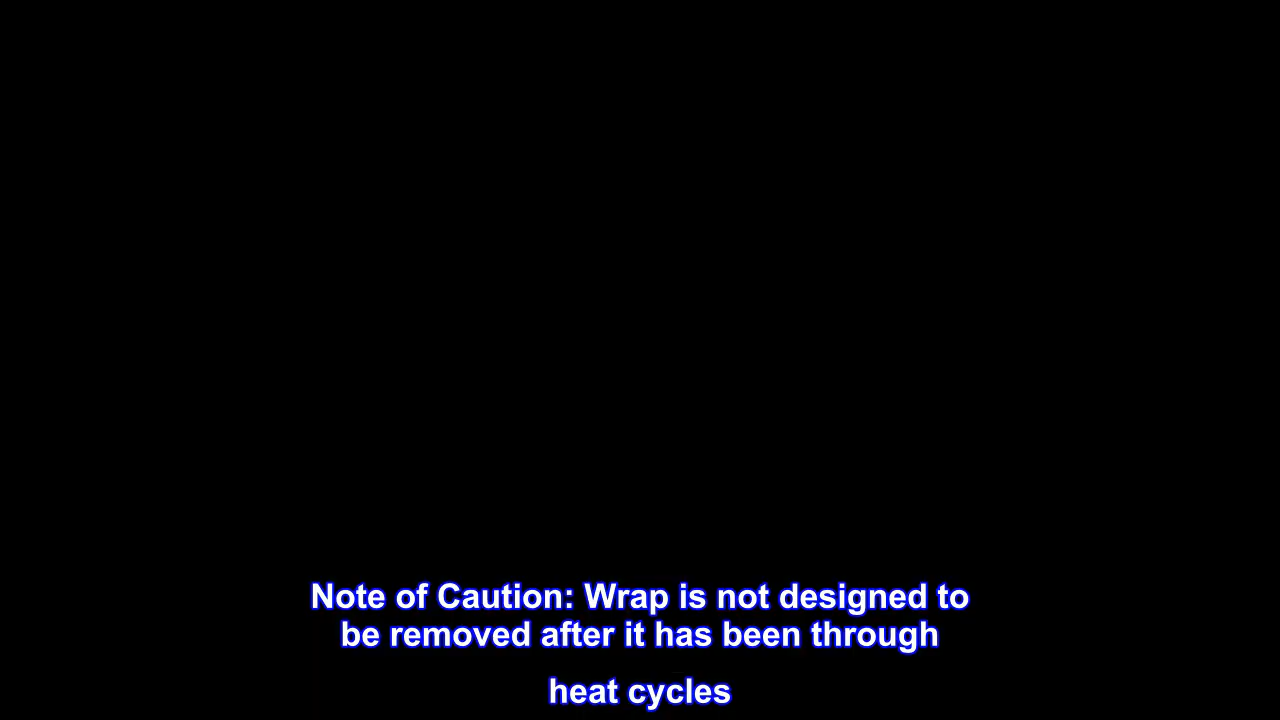 Note of Caution: Wrap is not designed to
be removed after it has been through
heat cycles